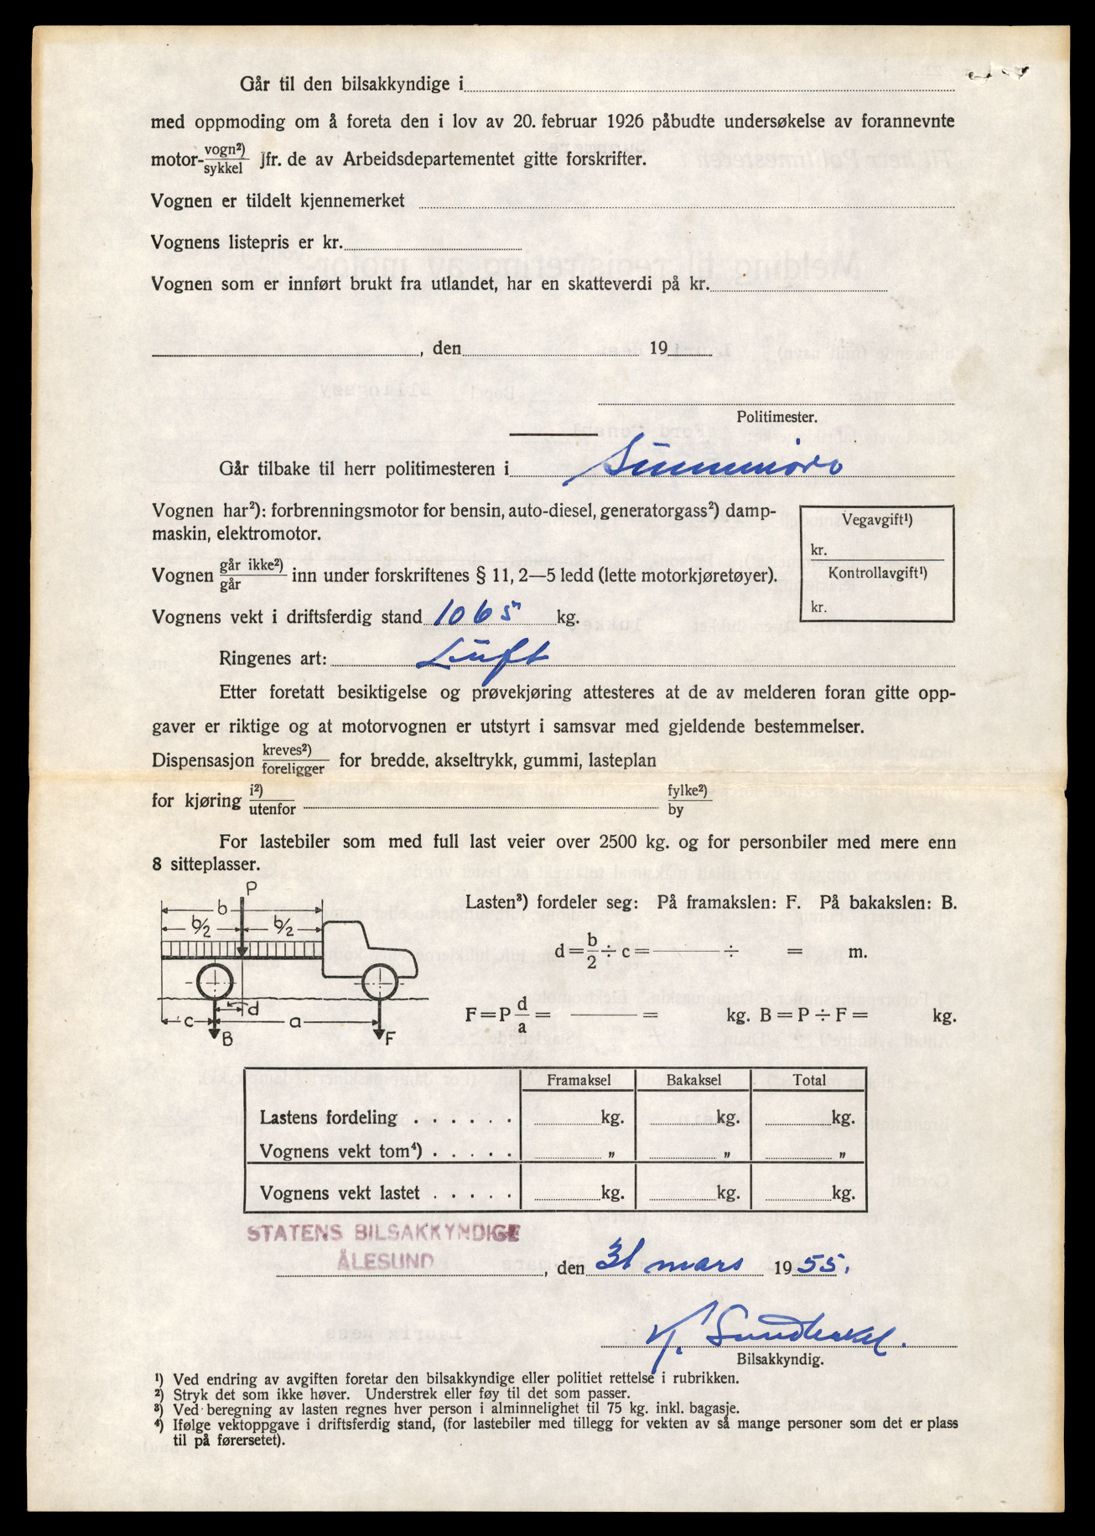 Går til den bilsakkyndige i
med oppmoding om å foreta den i lov av 20. februar 1926 påbudte undersøkelse av forannevnte
motor-vogn²)/sykkel jfr. de av Arbeidsdepartementet gitte forskrifter.
Vognen er tildelt kjennemerket
Vognens listepris er kr.
Vognen som er innført brukt fra utlandet, har en skatteverdi på kr.
, den 19
Politimester.
Går tilbake til herr politimesteren i Sunnmøre
Vognen har²): forbrenningsmotor for bensin, auto-diesel, generatorgass²) damp-
maskin, elektromotor.
Vegavgift¹)
kr.
Kontrollavgift¹)
kr.
Vognen går ikke²)/går inn under forskriftenes § 11, 2—5 ledd (lette motorkjøretøyer).
Vognens vekt i driftsferdig stand 1065 kg.
Ringenes art: Luft
Etter foretatt besiktigelse og prøvekjøring attesteres at de av melderen foran gitte opp-
gaver er riktige og at motorvognen er utstyrt i samsvar med gjeldende bestemmelser.
Dispensasjon kreves²)/foreligger for bredde, akseltrykk, gummi, lasteplan
for kjøring i²)/utenfor fylke²)/by
For lastebiler som med full last veier over 2500 kg. og for personbiler med mere enn
8 sitteplasser.
P
b
b/2 b/2
d
c a
B F
Lasten³) fordeler seg: På framakslen: F. På bakakslen: B.
d = b/2 ÷ c = ÷ = m.
F = P d/a = = kg. B = P ÷ F = kg.
Framaksel Bakaksel Total
Lastens fordeling . . . . . . kg. kg. kg.
Vognens vekt tom⁴) . . . . . „ „ „
Vognens vekt lastet . . . . . kg. kg. kg.
STATENS BILSAKKYNDIGE
ÅLESUND , den 31 mars 1955.
Bilsakkyndig.
¹) Ved endring av avgiften foretar den bilsakkyndige eller politiet rettelse i rubrikken.
²) Stryk det som ikke høver. Understrek eller føy til det som passer.
³) Ved beregning av lasten regnes hver person i alminnelighet til 75 kg. inkl. bagasje.
⁴) Ifølge vektoppgave i driftsferdig stand, (for lastebiler med tillegg for vekten av så mange personer som det er plass
til på førersetet).